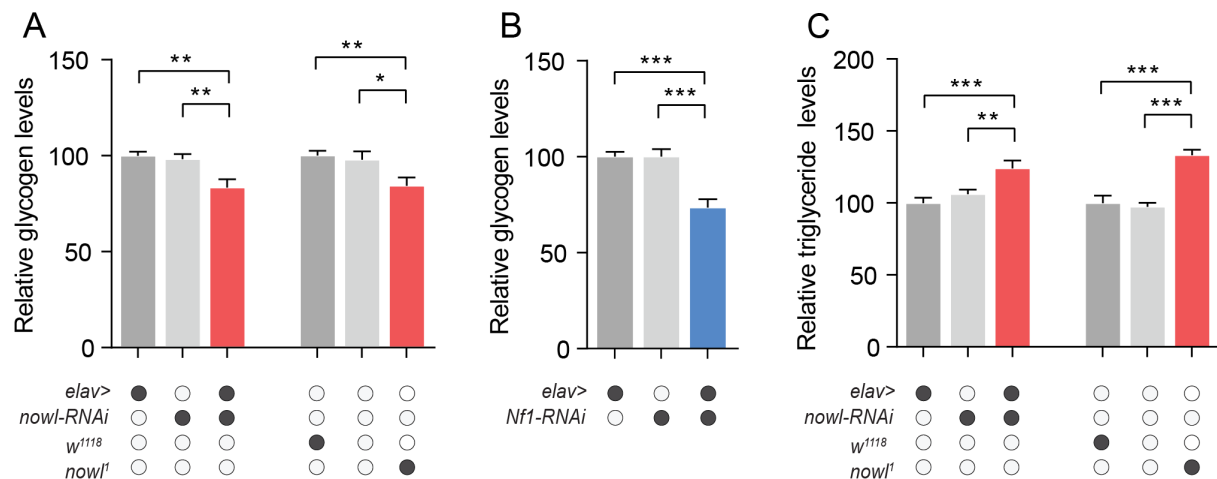 A
Relative glycogen levels
150
100
50
0
**
**
**
*
elav>
nowl-RNAi
w¹¹¹⁸
nowl¹
B
Relative glycogen levels
150
100
50
0
***
***
elav>
Nf1-RNAi
C
Relative triglyceride levels
200
150
100
50
0
***
**
***
***
elav>
nowl-RNAi
w¹¹¹⁸
nowl¹